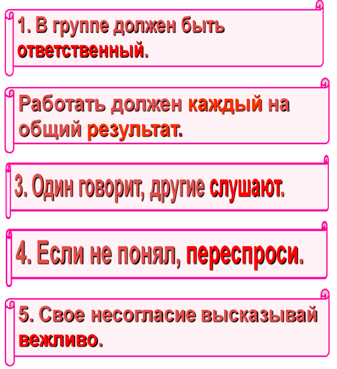 1. В группе должен быть
ответственный.
Работать должен каждый на
общий результат.
3. Один говорит, другие слушают.
4. Если не понял, переспроси.
5. Свое несогласие высказывай
вежливо.